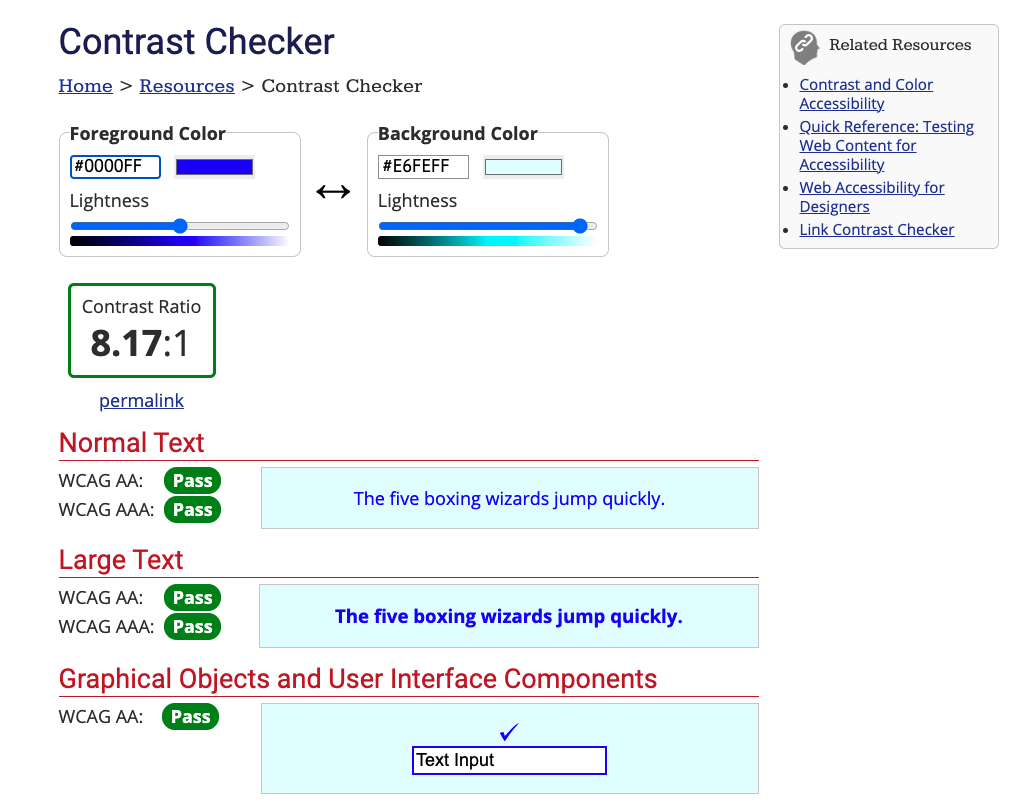 Contrast Checker
Home > Resources > Contrast Checker
Foreground Color
#0000FF
Lightness
Background Color
#E6FEFF
Lightness
Contrast Ratio
8.17:1
permalink
Normal Text
WCAG AA: Pass
WCAG AAA: Pass
The five boxing wizards jump quickly.
Large Text
WCAG AA: Pass
WCAG AAA: Pass
The five boxing wizards jump quickly.
Graphical Objects and User Interface Components
WCAG AA: Pass
Text Input
Related Resources
Contrast and Color
Accessibility
Quick Reference: Testing
Web Content for
Accessibility
Web Accessibility for
Designers
Link Contrast Checker